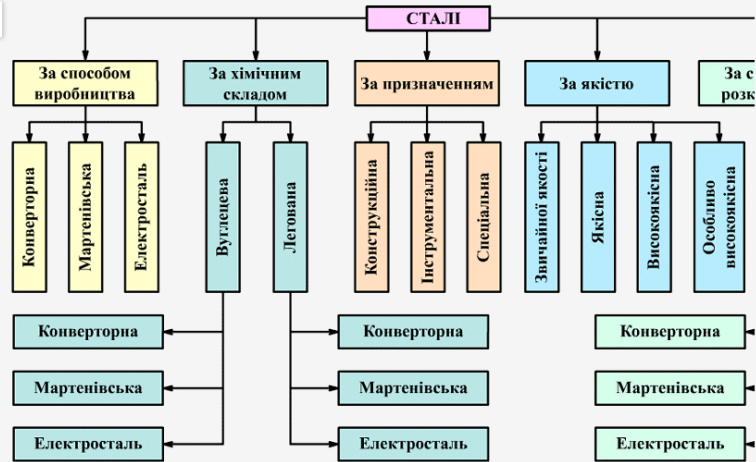 СТАЛІ
За способом
виробництва
За хімічним
складом
За призначенням
За якістю
За с
розк
Конверторна
Мартенівська
Електросталь
Вуглецева
Легована
Конструкційна
Інструментальна
Спеціальна
Звичайної якості
Якісна
Високоякісна
Особливо
високоякісна
Конверторна
Конверторна
Конверторна
Мартенівська
Мартенівська
Мартенівська
Електросталь
Електросталь
Електросталь